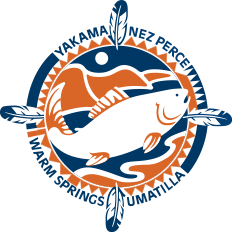 YAKAMA
NEZ PERCE
WARM SPRINGS
UMATILLA